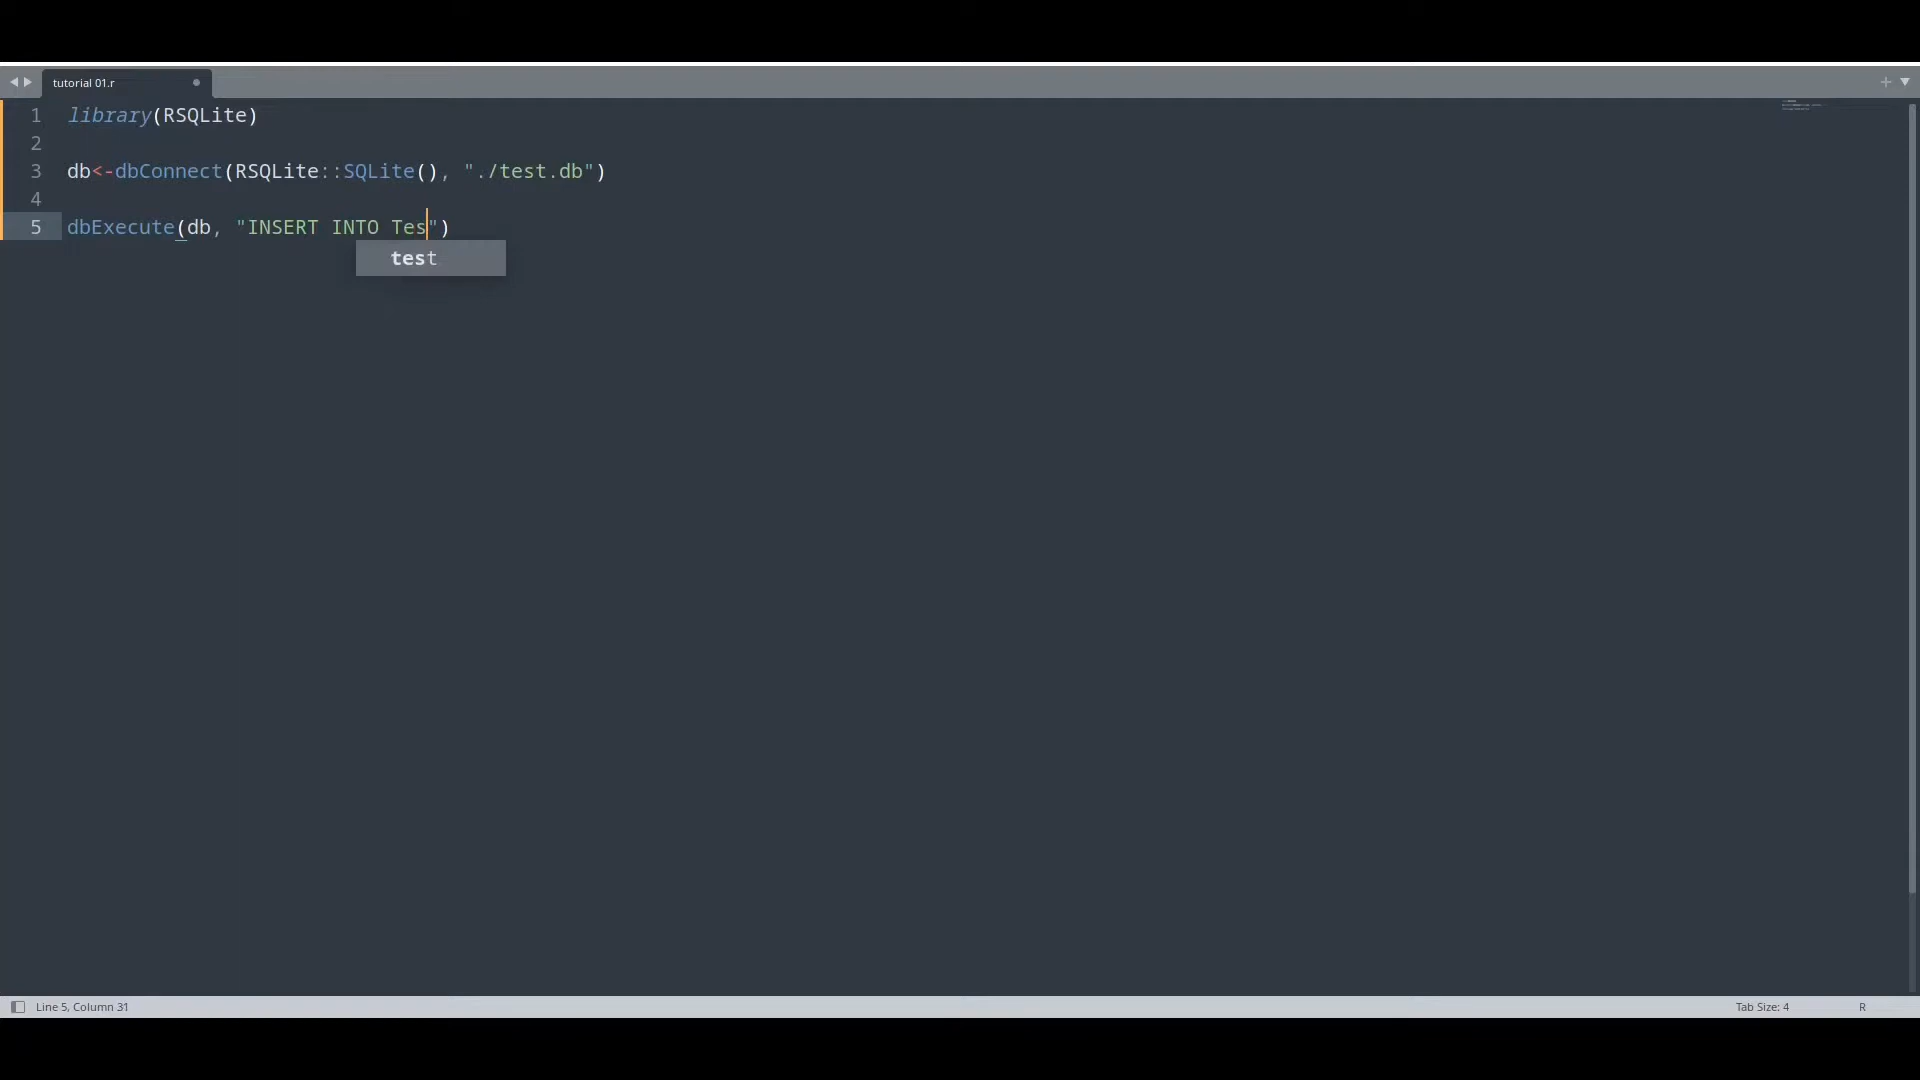 tutorial 01.r
1 library(RSQLite)
2
3 db<-dbConnect(RSQLite::SQLite(), "./test.db")
4
5 dbExecute(db, "INSERT INTO Tes")
test
Line 5, Column 31
Tab Size: 4
R